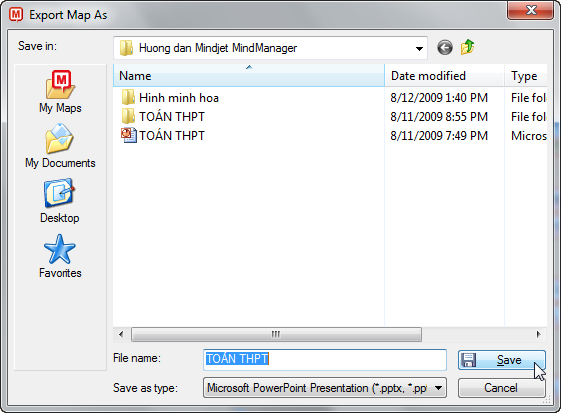 Export Map As
Save in:
Huong dan Mindjet MindManager
Name Date modified Type
Hinh minh hoa 8/12/2009 1:40 PM File fol
TOÁN THPT 8/11/2009 8:55 PM File fol
TOÁN THPT 8/11/2009 7:49 PM Micros
My Maps
My Documents
Desktop
Favorites
File name:
TOÁN THPT
Save
Save as type:
Microsoft PowerPoint Presentation (*.pptx, *.ppt
Cancel